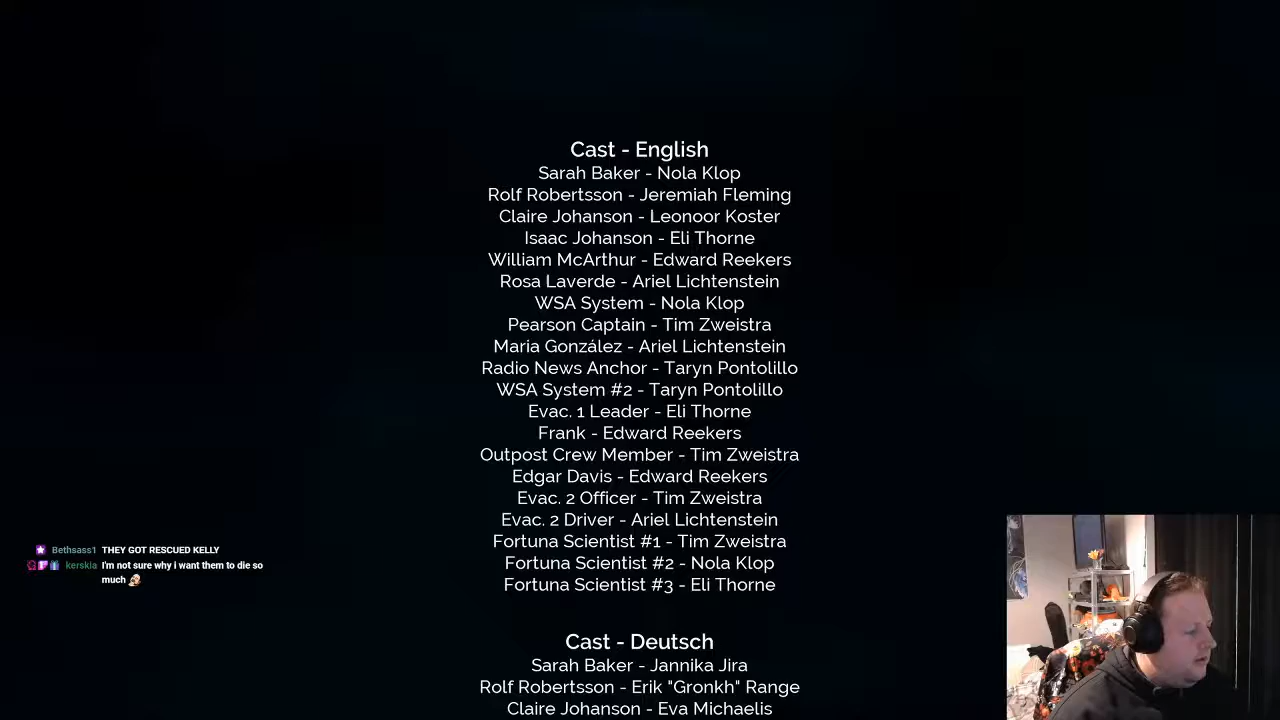 Cast - English
Sarah Baker - Nola Klop
Rolf Robertsson - Jeremiah Fleming
Claire Johanson - Leonoor Koster
Isaac Johanson - Eli Thorne
William McArthur - Edward Reekers
Rosa Laverde - Ariel Lichtenstein
WSA System - Nola Klop
Pearson Captain - Tim Zweistra
Maria González - Ariel Lichtenstein
Radio News Anchor - Taryn Pontolillo
WSA System #2 - Taryn Pontolillo
Evac. 1 Leader - Eli Thorne
Frank - Edward Reekers
Outpost Crew Member - Tim Zweistra
Edgar Davis - Edward Reekers
Evac. 2 Officer - Tim Zweistra
Evac. 2 Driver - Ariel Lichtenstein
Fortuna Scientist #1 - Tim Zweistra
Fortuna Scientist #2 - Nola Klop
Fortuna Scientist #3 - Eli Thorne
Cast - Deutsch
Sarah Baker - Jannika Jira
Rolf Robertsson - Erik "Gronkh" Range
Claire Johanson - Eva Michaelis
Bethsass1 THEY GOT RESCUED KELLY
kerskia I'm not sure why i want them to die so
much